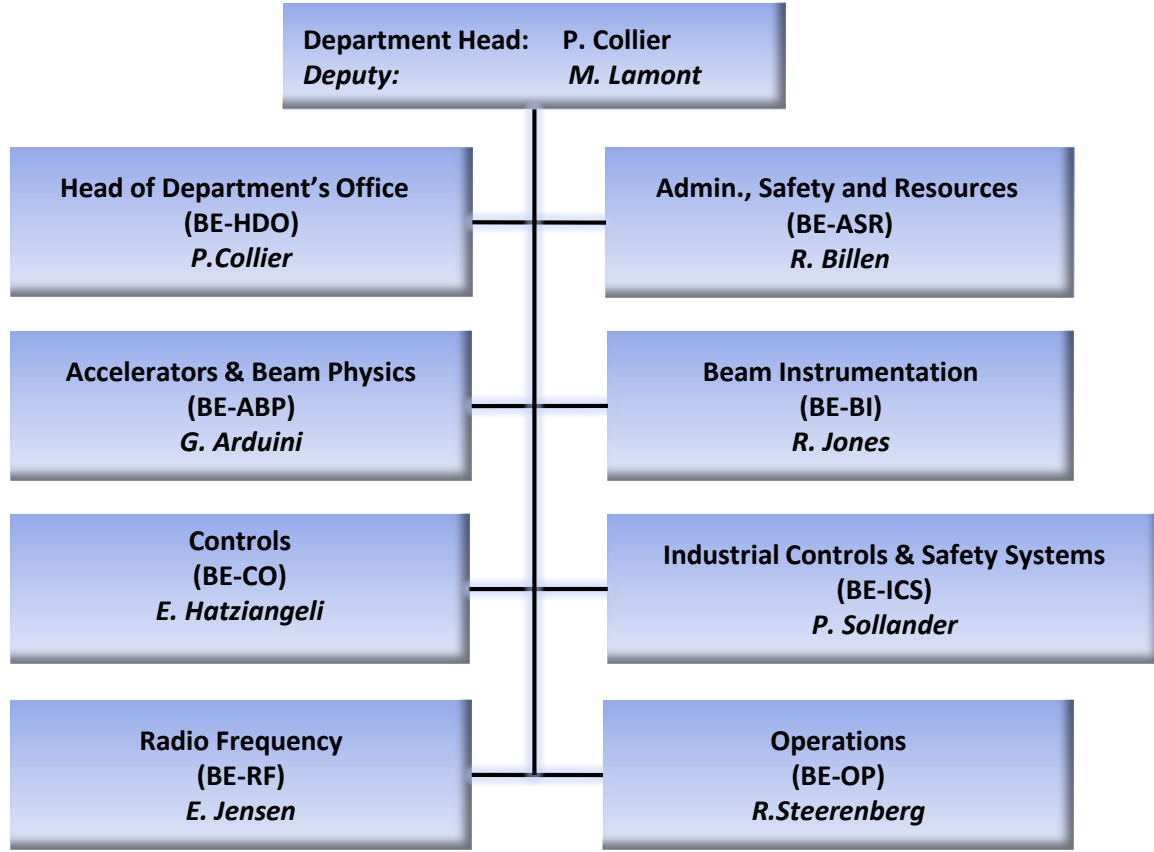 Department Head: P. Collier
Deputy: M. Lamont
Head of Department’s Office
(BE-HDO)
P.Collier
Admin., Safety and Resources
(BE-ASR)
R. Billen
Accelerators & Beam Physics
(BE-ABP)
G. Arduini
Beam Instrumentation
(BE-BI)
R. Jones
Controls
(BE-CO)
E. Hatziangeli
Industrial Controls & Safety Systems
(BE-ICS)
P. Sollander
Radio Frequency
(BE-RF)
E. Jensen
Operations
(BE-OP)
R.Steerenberg